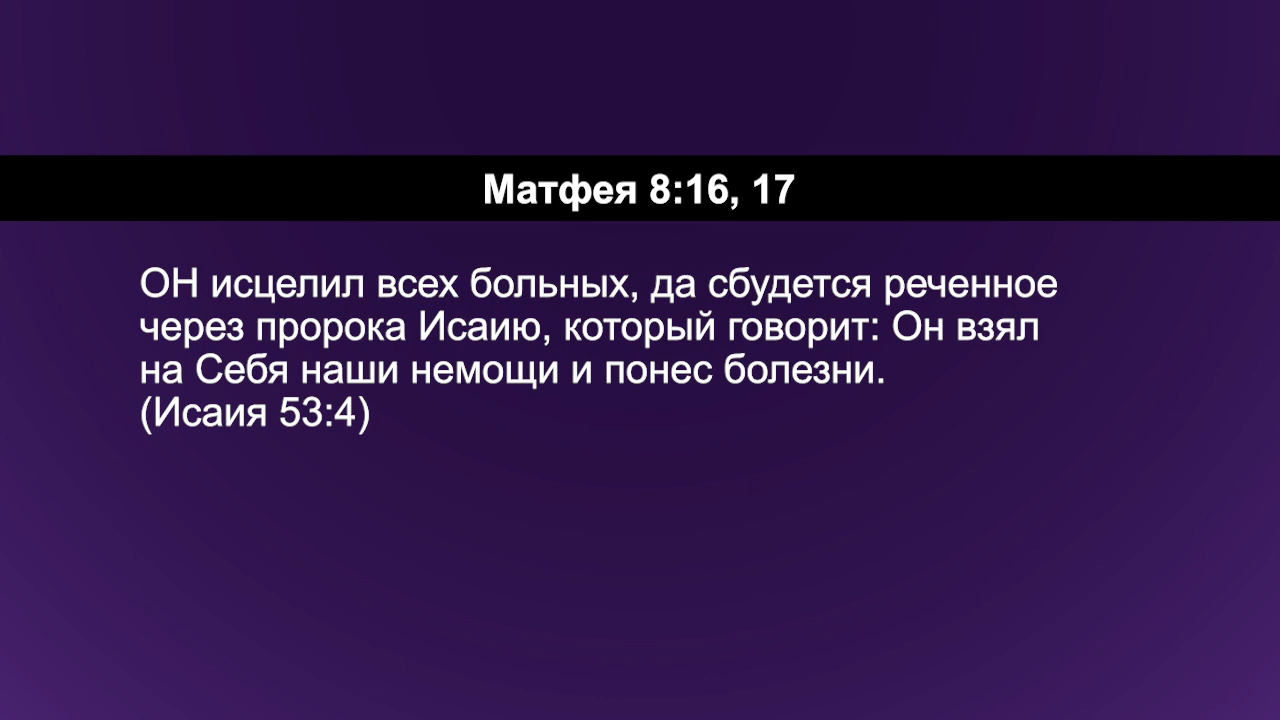 Матфея 8:16, 17
ОН исцелил всех больных, да сбудется реченное
через пророка Исаию, который говорит: Он взял
на Себя наши немощи и понес болезни.
(Исаия 53:4)